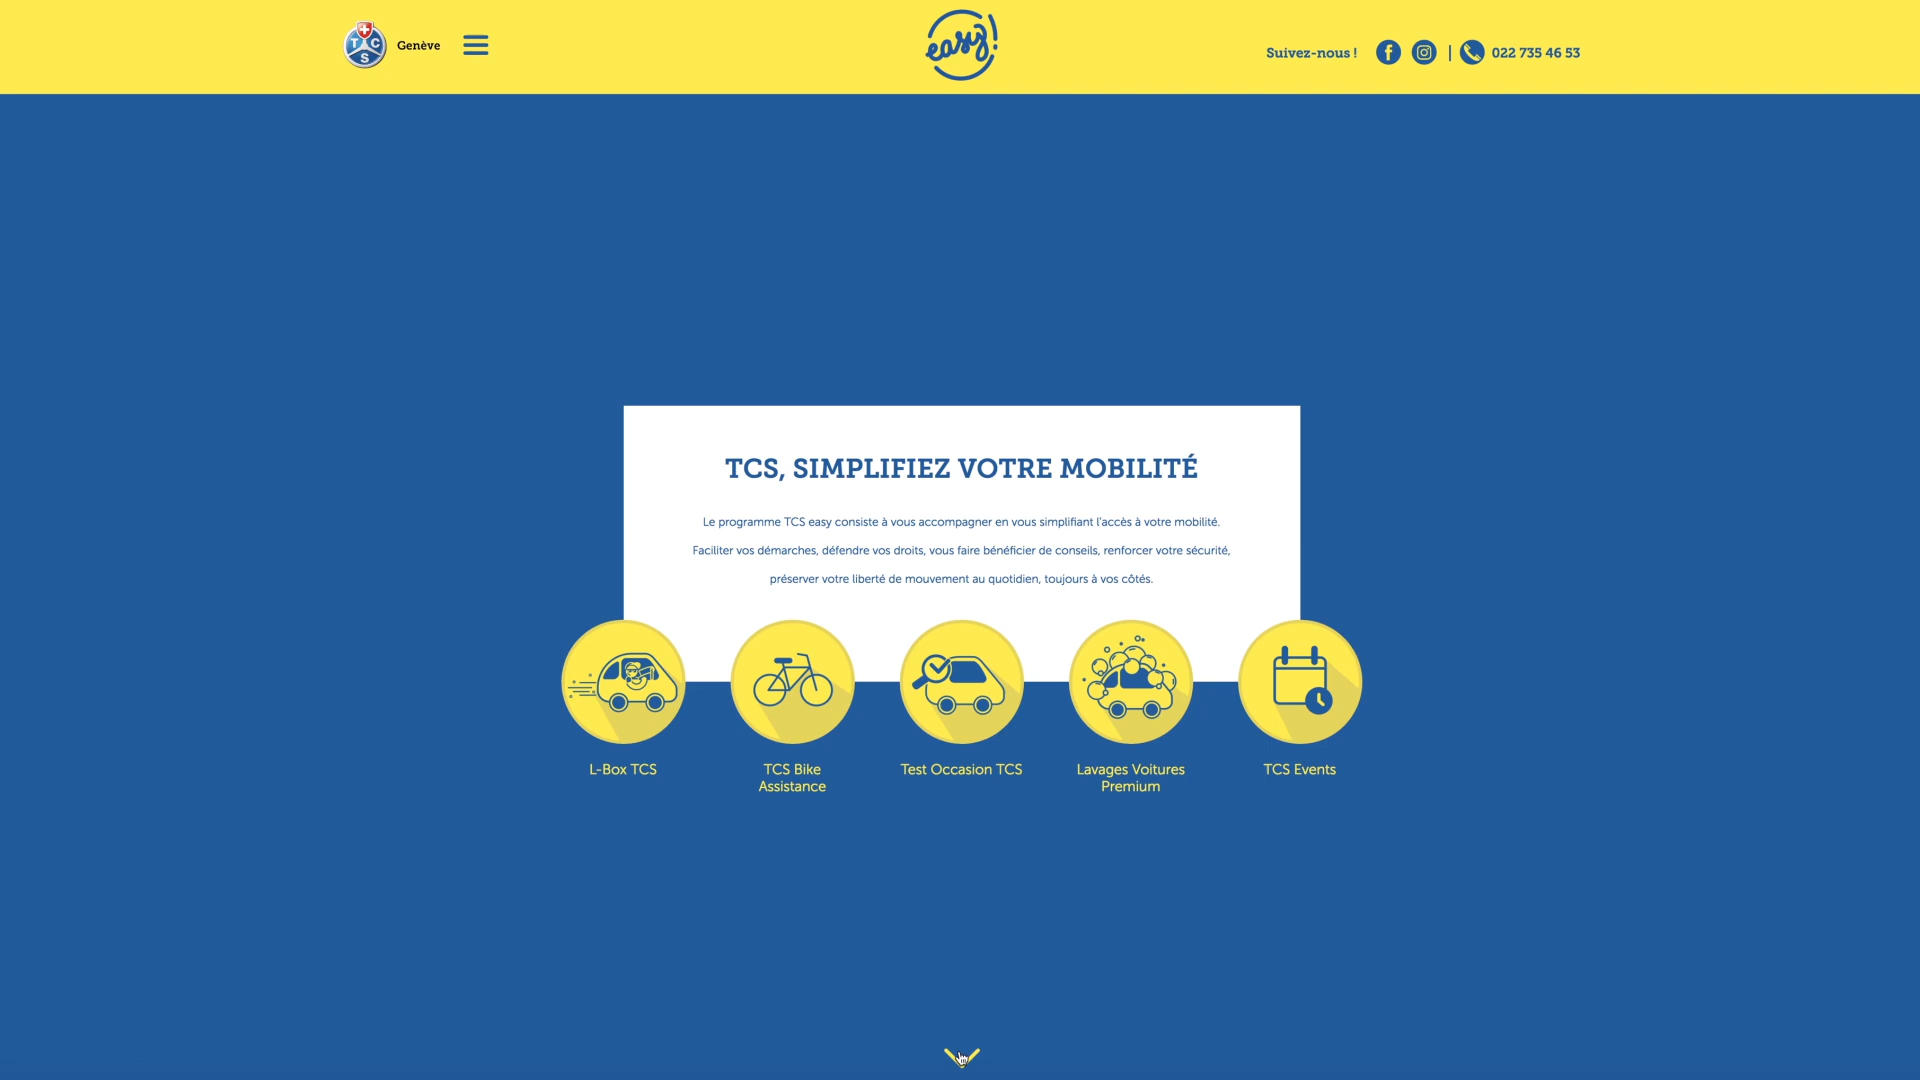 TCS
Genève
easy!
Suivez-nous !
|
022 735 46 53
TCS, SIMPLIFIEZ VOTRE MOBILITÉ
Le programme TCS easy consiste à vous accompagner en vous simplifiant l'accès à votre mobilité.
Faciliter vos démarches, défendre vos droits, vous faire bénéficier de conseils, renforcer votre sécurité,
préserver votre liberté de mouvement au quotidien, toujours à vos côtés.
L-Box TCS
TCS Bike
Assistance
Test Occasion TCS
Lavages Voitures
Premium
TCS Events